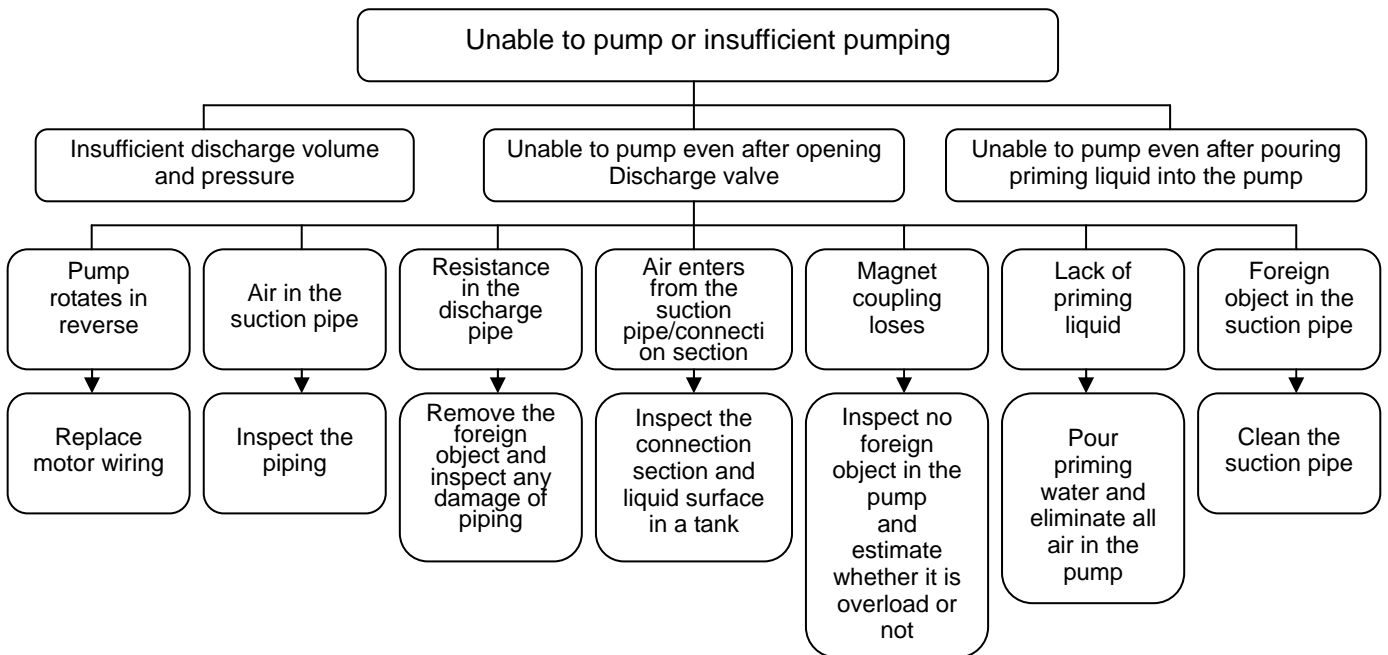 Unable to pump or insufficient pumping
Insufficient discharge volume
and pressure
Unable to pump even after opening
Discharge valve
Unable to pump even after pouring
priming liquid into the pump
Pump
rotates in
reverse
Air in the
suction pipe
Resistance
in the
discharge
pipe
Air enters
from the
suction
pipe/connecti
on section
Magnet
coupling
loses
Lack of
priming
liquid
Foreign
object in the
suction pipe
Replace
motor wiring
Inspect the
piping
Remove the
foreign
object and
inspect any
damage of
piping
Inspect the
connection
section and
liquid surface
in a tank
Inspect no
foreign
object in the
pump
and
estimate
whether it is
overload or
not
Pour
priming
water and
eliminate all
air in the
pump
Clean the
suction pipe